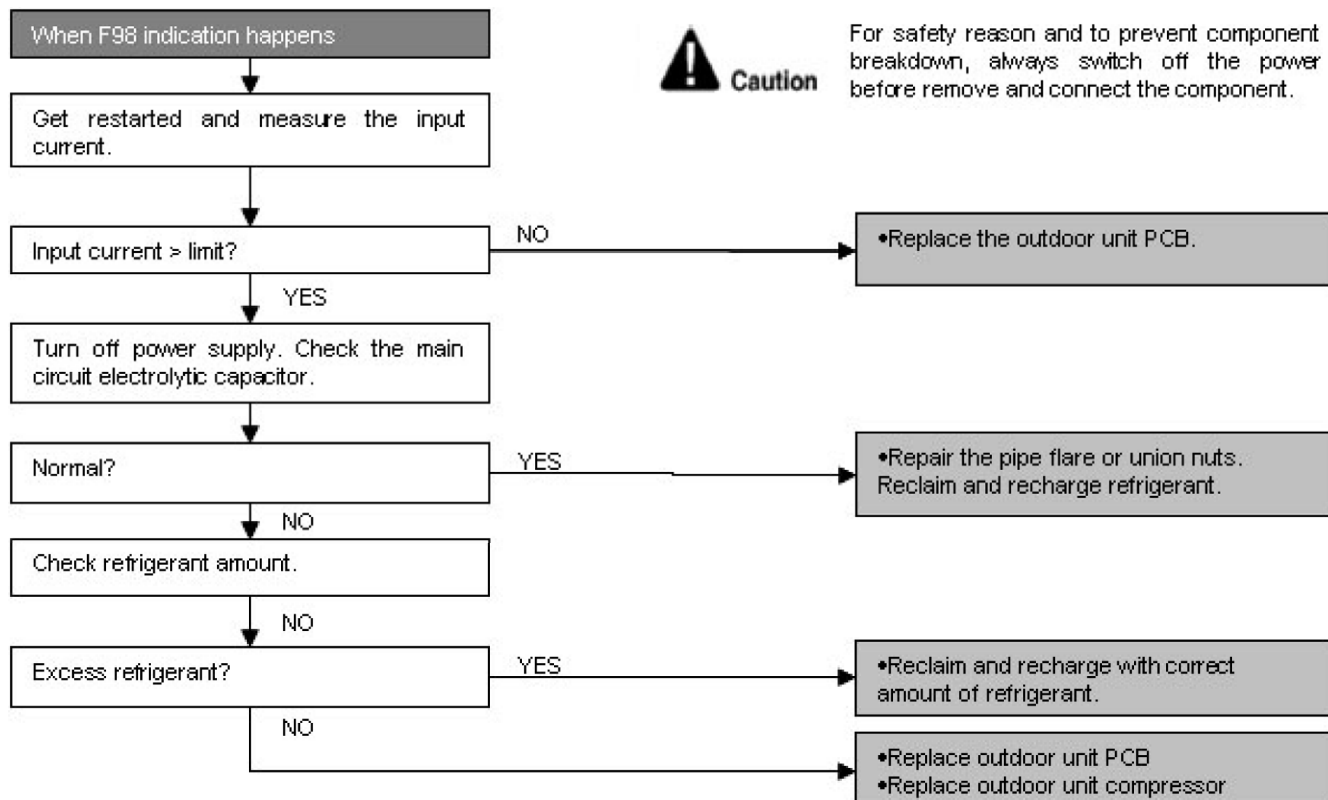 When F98 indication happens
Caution
For safety reason and to prevent component
breakdown, always switch off the power
before remove and connect the component.
Get restarted and measure the input
current.
Input current > limit?
NO
•Replace the outdoor unit PCB.
YES
Turn off power supply. Check the main
circuit electrolytic capacitor.
Normal?
YES
•Repair the pipe flare or union nuts.
Reclaim and recharge refrigerant.
NO
Check refrigerant amount.
NO
Excess refrigerant?
YES
•Reclaim and recharge with correct
amount of refrigerant.
NO
•Replace outdoor unit PCB
•Replace outdoor unit compressor